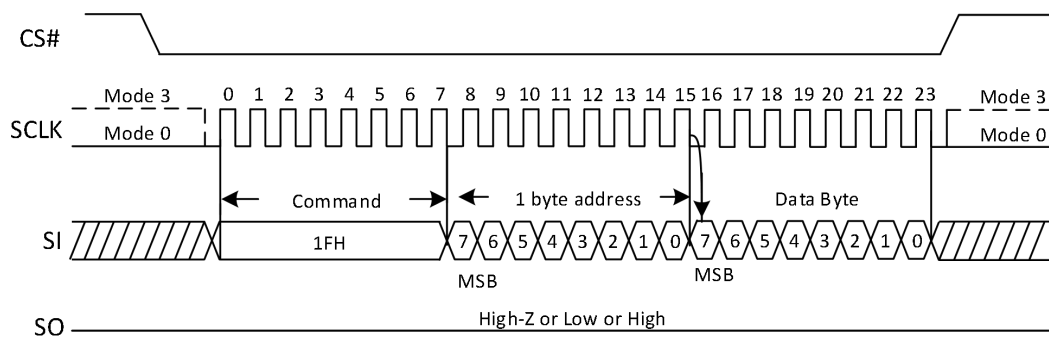 CS#
Mode 3 0 1 2 3 4 5 6 7 8 9 10 11 12 13 14 15 16 17 18 19 20 21 22 23 Mode 3
SCLK Mode 0 Mode 0
Command 1 byte address Data Byte
SI 1FH 7 6 5 4 3 2 1 0 7 6 5 4 3 2 1 0
MSB MSB
High-Z or Low or High
SO